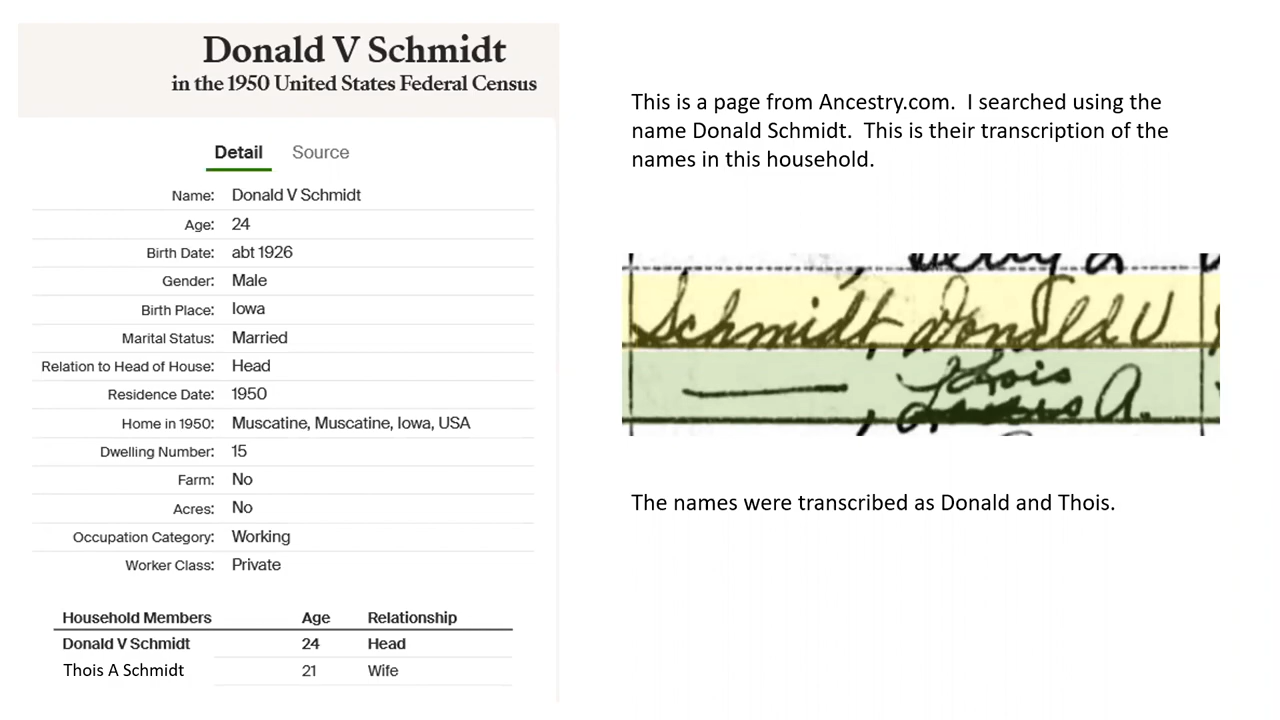 Donald V Schmidt
in the 1950 United States Federal Census
Detail Source
Name: Donald V Schmidt
Age: 24
Birth Date: abt 1926
Gender: Male
Birth Place: Iowa
Marital Status: Married
Relation to Head of House: Head
Residence Date: 1950
Home in 1950: Muscatine, Muscatine, Iowa, USA
Dwelling Number: 15
Farm: No
Acres: No
Occupation Category: Working
Worker Class: Private
Household Members Age Relationship
Donald V Schmidt 24 Head
Thois A Schmidt 21 Wife
This is a page from Ancestry.com. I searched using the
name Donald Schmidt. This is their transcription of the
names in this household.
Schmidt, Donald V
A.
The names were transcribed as Donald and Thois.